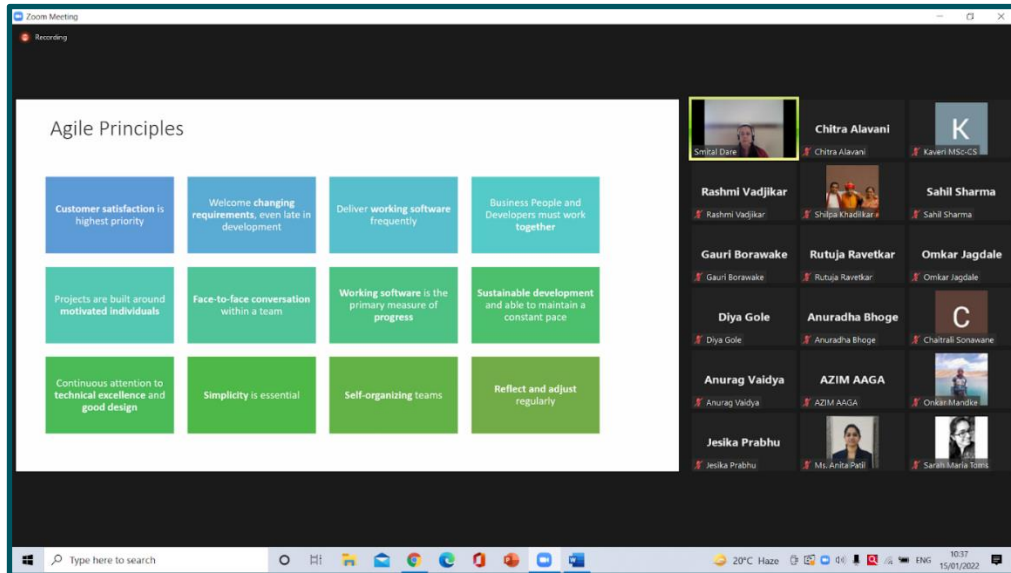 Zoom Meeting
Recording
Agile Principles
Customer satisfaction is
highest priority
Welcome changing
requirements, even late in
development
Deliver working software
frequently
Business People and
Developers must work
together
Projects are built around
motivated individuals
Face-to-face conversation
within a team
Working software is the
primary measure of
progress
Sustainable development
and able to maintain a
constant pace
Continuous attention to
technical excellence and
good design
Simplicity is essential
Self-organizing teams
Reflect and adjust
regularly
Smital Dare
Chitra Alavani
Chitra Alavani
K
Kaveri MSc-CS
Rashmi Vadjikar
Rashmi Vadjikar
Shilpa Khadilkar
Sahil Sharma
Sahil Sharma
Gauri Borawake
Gauri Borawake
Rutuja Ravetkar
Rutuja Ravetkar
Omkar Jagdale
Omkar Jagdale
Diya Gole
Diya Gole
Anuradha Bhoge
Anuradha Bhoge
C
Chaitrali Sonawane
Anurag Vaidya
Anurag Vaidya
AZIM AAGA
AZIM AAGA
Onkar Mandke
Jesika Prabhu
Jesika Prabhu
Ms. Anita Patil
Sarah Maria Toms
Type here to search
20°C Haze
ENG
10:37
15/01/2022